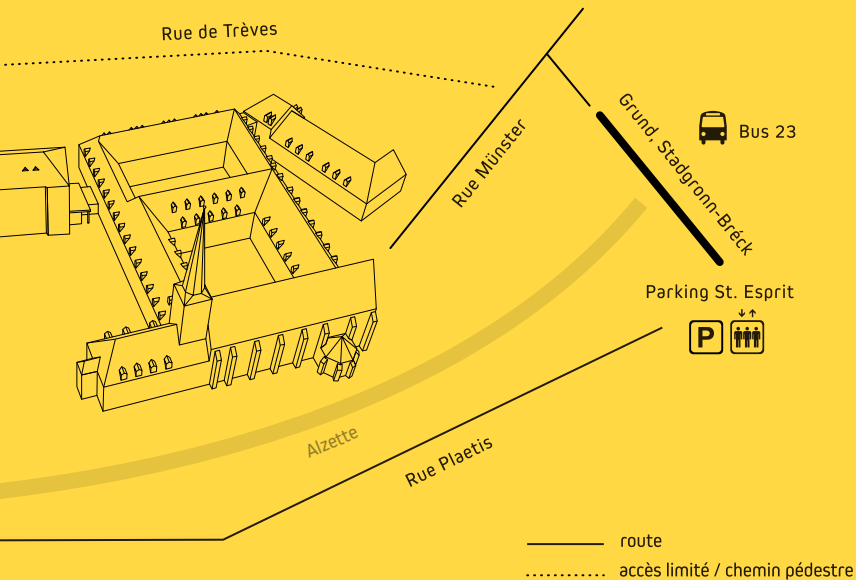 Rue de Trèves
Rue Münster
Grund, Stadgronn-Bréck
Bus 23
Parking St. Esprit
P
Alzette
Rue Plaetis
route
accès limité / chemin pédestre